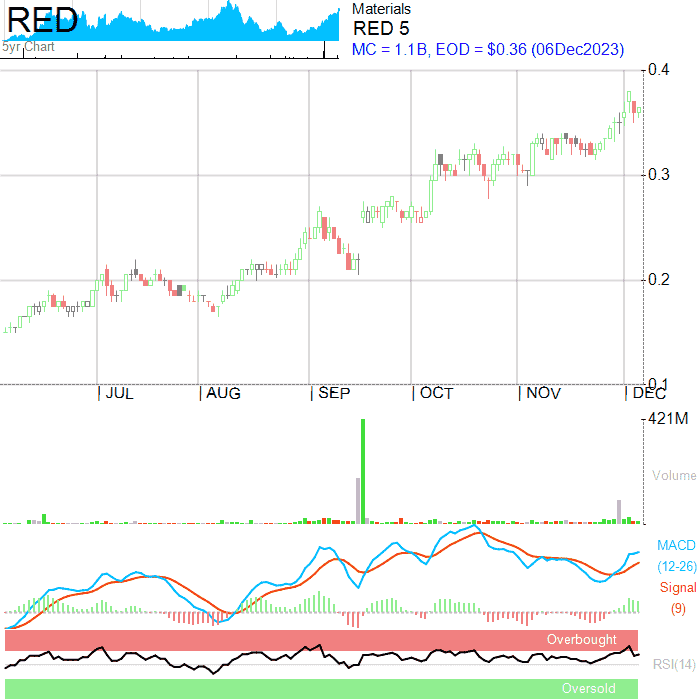 RED
5yr Chart
Materials
RED 5
MC = 1.1B, EOD = $0.36 (06Dec2023)
0.4
0.3
0.2
0.1
JUL
AUG
SEP
OCT
NOV
DEC
421M
Volume
MACD
(12-26)
Signal
(9)
Overbought
RSI(14)
Oversold